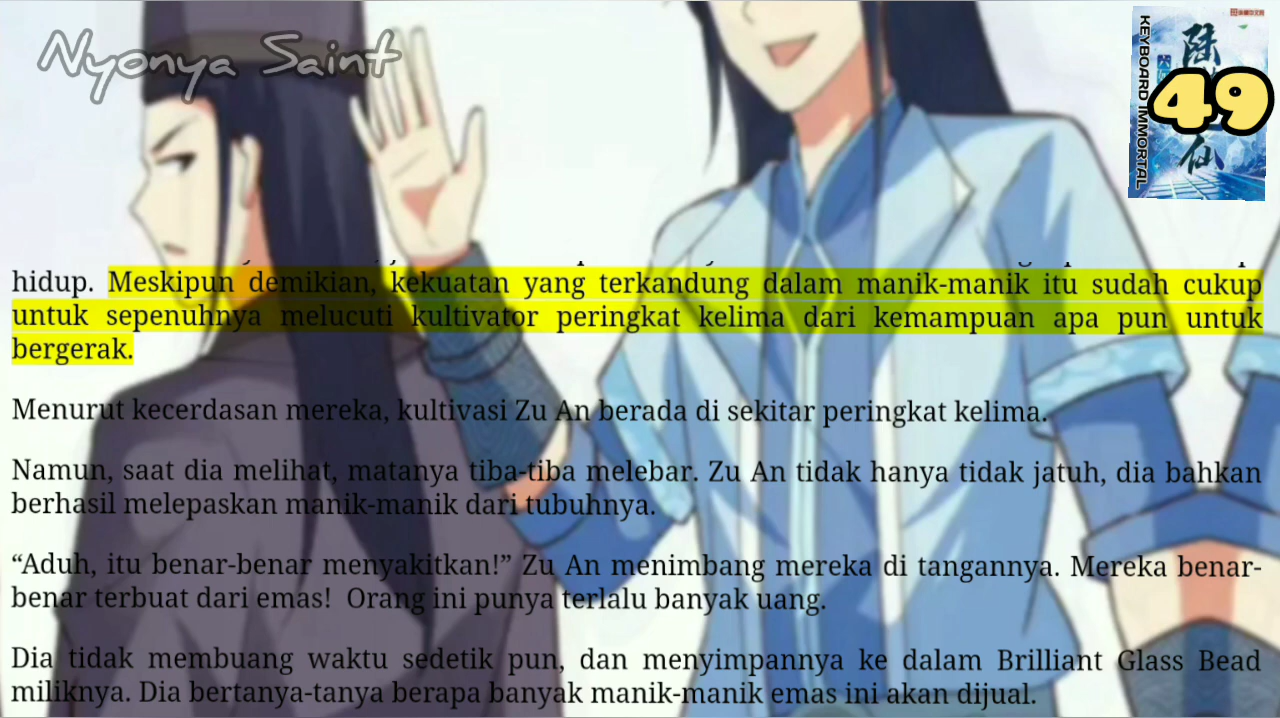 Nyonya Saint
陆
仙
KEYBOARD IMMORTAL
49
hidup. Meskipun demikian, kekuatan yang terkandung dalam manik-manik itu sudah cukup
untuk sepenuhnya melucuti kultivator peringkat kelima dari kemampuan apa pun untuk
bergerak.
Menurut kecerdasan mereka, kultivasi Zu An berada di sekitar peringkat kelima.
Namun, saat dia melihat, matanya tiba-tiba melebar. Zu An tidak hanya tidak jatuh, dia bahkan
berhasil melepaskan manik-manik dari tubuhnya.
“Aduh, itu benar-benar menyakitkan!” Zu An menimbang mereka di tangannya. Mereka benar-
benar terbuat dari emas! Orang ini punya terlalu banyak uang.
Dia tidak membuang waktu sedetik pun, dan menyimpannya ke dalam Brilliant Glass Bead
miliknya. Dia bertanya-tanya berapa banyak manik-manik emas ini akan dijual.